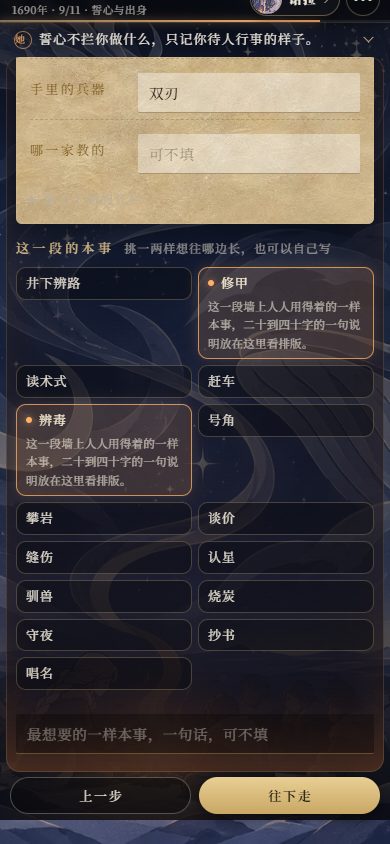 1690年 · 9/11 · 誓心与出身
誓心不拦你做什么，只记你待人行事的样子。
手里的兵器
双刃
哪一家教的
可不填
这一段的本事 挑一两样想往哪边长，也可以自己写
井下辨路
修甲
这一段墙上人人用得着的一样
本事，二十到四十字的一句说
明放在这里看排版。
读术式
赶车
辨毒
这一段墙上人人用得着的一样
本事，二十到四十字的一句说
明放在这里看排版。
号角
攀岩
谈价
缝伤
认星
驯兽
烧炭
守夜
抄书
唱名
最想要的一样本事，一句话，可不填
上一步
往下走